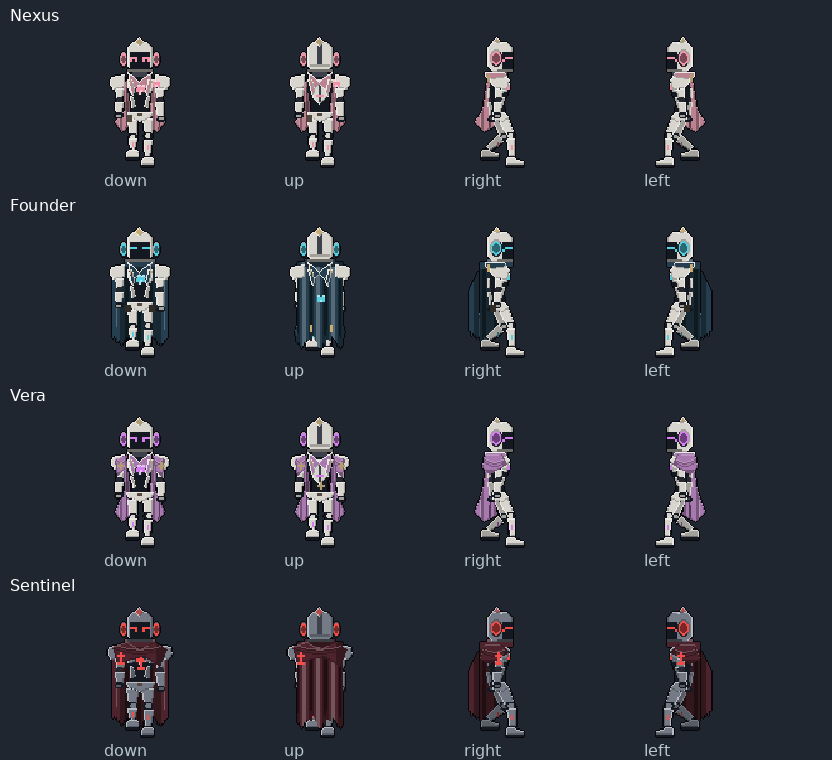 Nexus
down up right left
Founder
down up right left
Vera
down up right left
Sentinel
down up right left